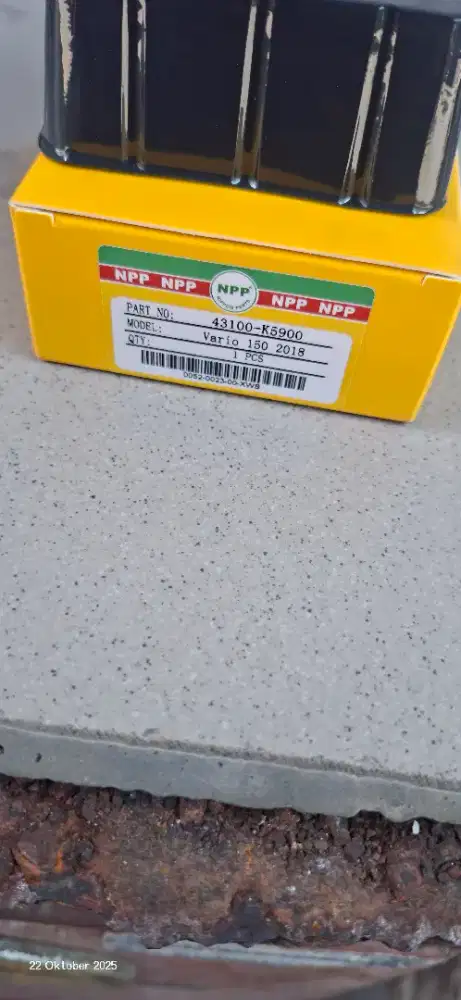 NPP NPP NPP NPP NPP
PART NO: 43100-K5900
MODEL: Vario 150 2018
QTY: 1 PCS
0052-0023-00-XWS
22 Oktober 2025